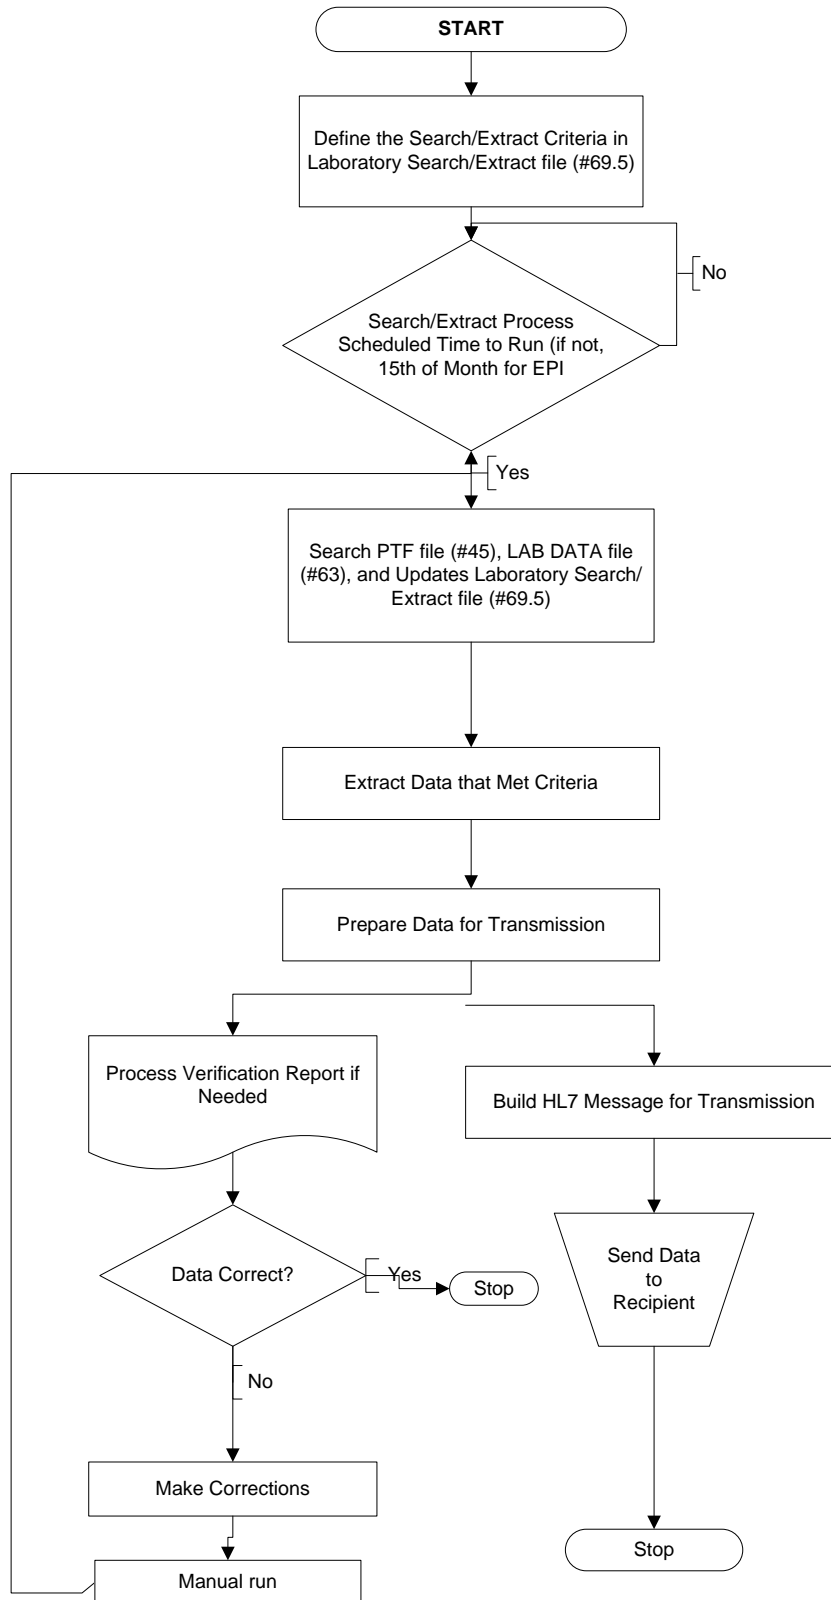 START
Define the Search/Extract Criteria in
Laboratory Search/Extract file (#69.5)
No
Search/Extract Process
Scheduled Time to Run (if not,
15th of Month for EPI
Yes
Search PTF file (#45), LAB DATA file
(#63), and Updates Laboratory Search/
Extract file (#69.5)
Extract Data that Met Criteria
Prepare Data for Transmission
Process Verification Report if
Needed
Build HL7 Message for Transmission
Data Correct?
Yes
Stop
Send Data
to
Recipient
No
Make Corrections
Stop
Manual run